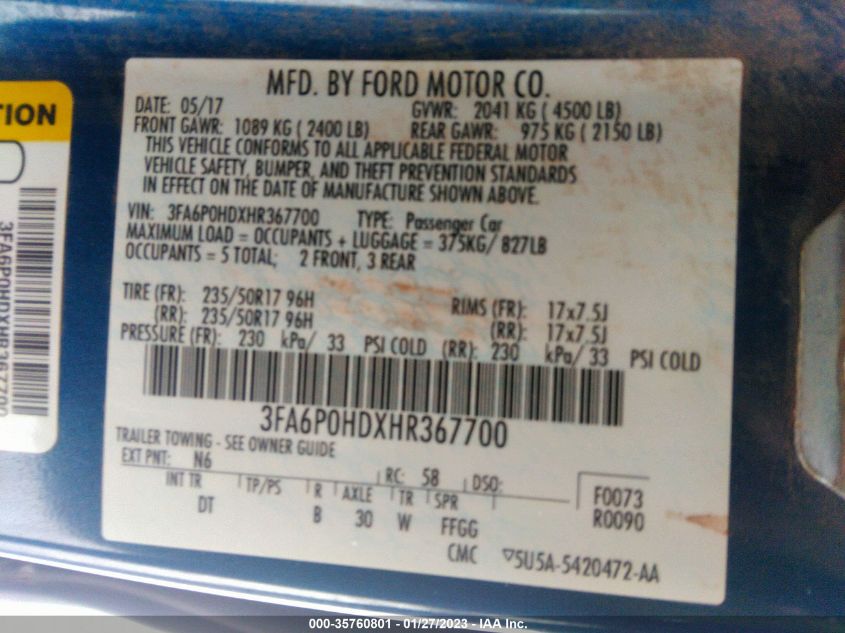 MFD. BY FORD MOTOR CO.
DATE: 05/17 GVWR: 2041 KG ( 4500 LB)
FRONT GAWR: 1089 KG ( 2400 LB) REAR GAWR: 975 KG ( 2150 LB)
THIS VEHICLE CONFORMS TO ALL APPLICABLE FEDERAL MOTOR
VEHICLE SAFETY, BUMPER, AND THEFT PREVENTION STANDARDS
IN EFFECT ON THE DATE OF MANUFACTURE SHOWN ABOVE.
VIN: 3FA6P0HDXHR367700 TYPE: Passenger Car
MAXIMUM LOAD = OCCUPANTS + LUGGAGE = 375KG/ 827LB
OCCUPANTS = 5 TOTAL; 2 FRONT, 3 REAR
TIRE (FR): 235/50R17 96H RIMS (FR): 17x7.5J
(RR): 235/50R17 96H (RR): 17x7.5J
PRESSURE (FR): 230 kPa/ 33 PSI COLD (RR): 230 kPa/ 33 PSI COLD
3FA6P0HDXHR367700
TRAILER TOWING - SEE OWNER GUIDE
EXT PNT: N6 RC: 58 DSO:
INT TR TP/PS R AXLE TR SPR F0073
DT B 30 W FFGG R0090
CMC ▽5U5A-5420472-AA
TION
3FA6P0HDXHR367700
000-35760801 - 01/27/2023 - IAA Inc.